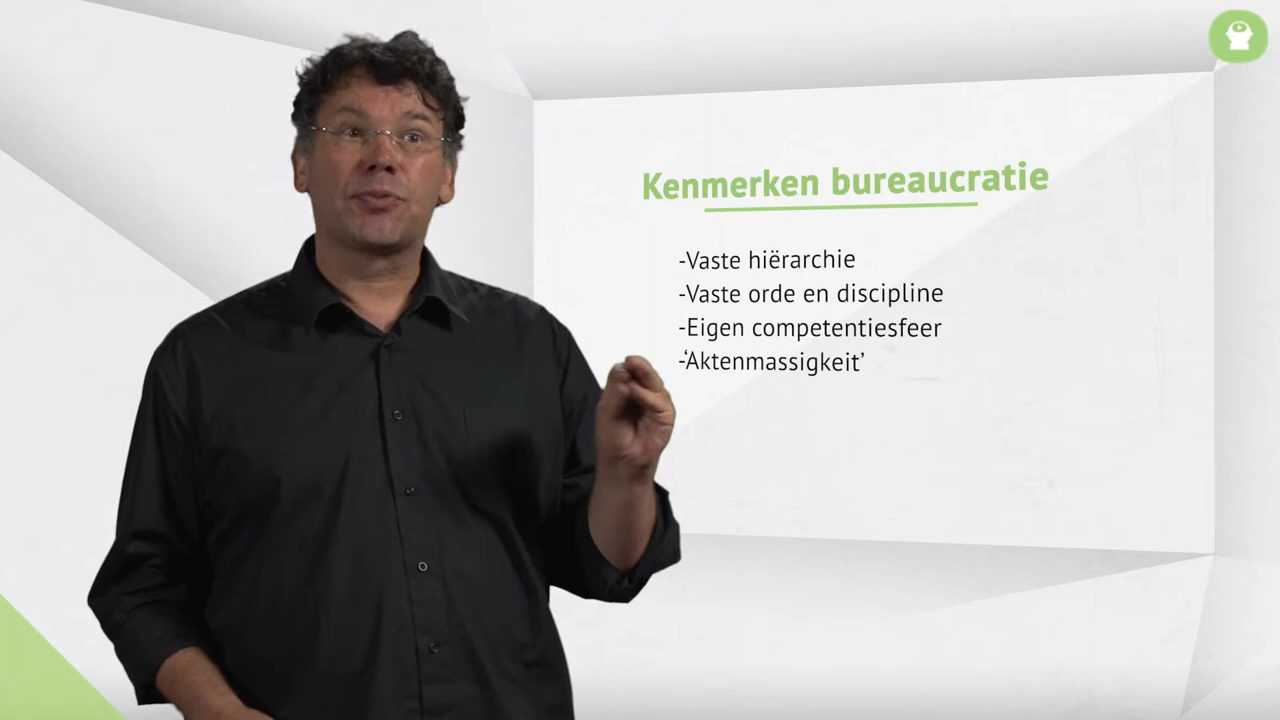 Kenmerken bureaucratie
-Vaste hiërarchie
-Vaste orde en discipline
-Eigen competentiesfeer
-‘Aktenmassigkeit’